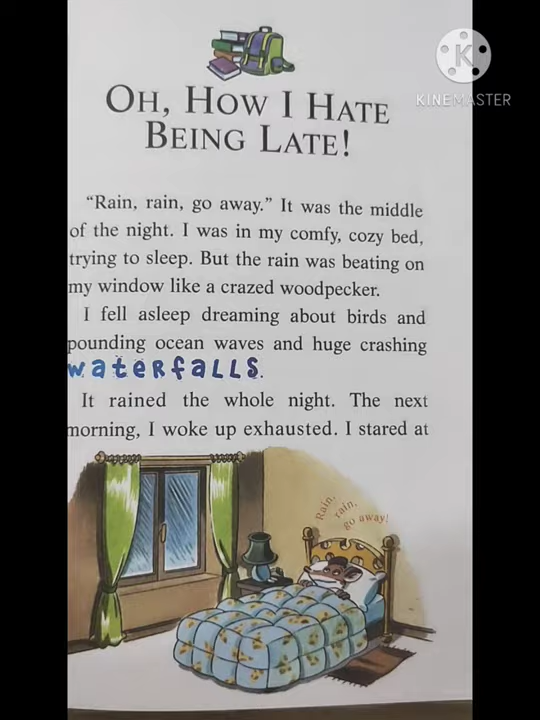 KINEMASTER
OH, HOW I HATE
BEING LATE!
“Rain, rain, go away.” It was the middle
of the night. I was in my comfy, cozy bed,
trying to sleep. But the rain was beating on
my window like a crazed woodpecker.
I fell asleep dreaming about birds and
pounding ocean waves and huge crashing
waterfalls.
It rained the whole night. The next
morning, I woke up exhausted. I stared at
Rain,
rain,
go away!